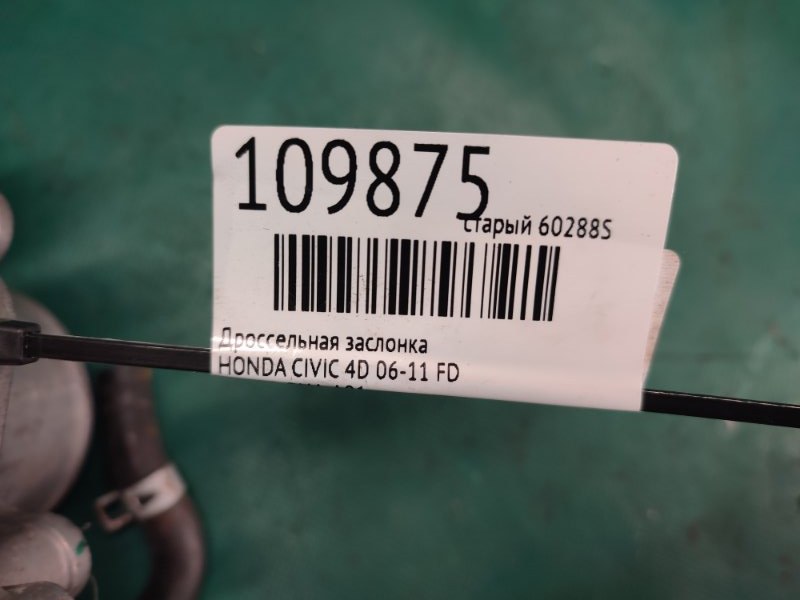 109875
старый 60288S
Дроссельная заслонка
HONDA CIVIC 4D 06-11 FD